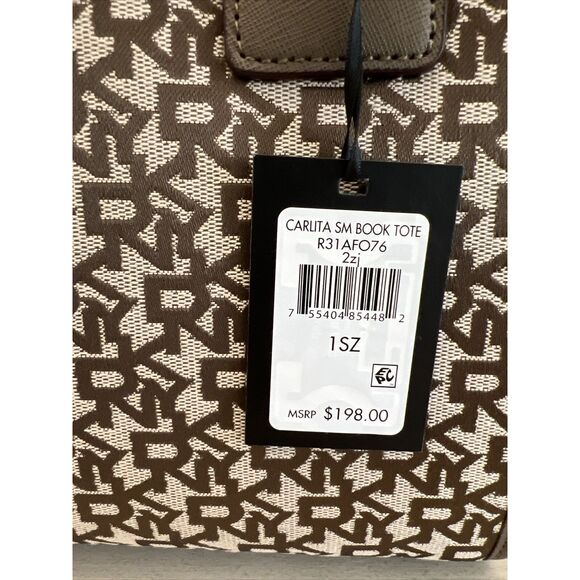 CARLITA SM BOOK TOTE
R31AFO76
2zj
7 55404 85448 2
1SZ
MSRP $198.00